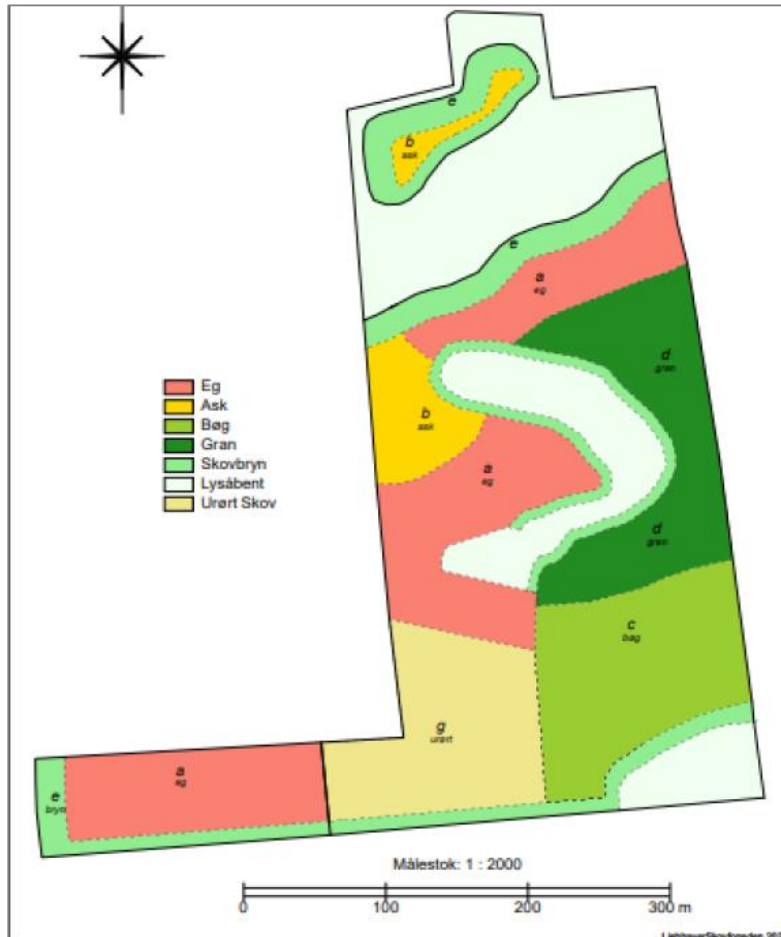 e
b
ask
e
a
eg
d
gran
Eg
Ask
Bøg
Gran
Skovbryn
Lysåbent
Urørt Skov
b
ask
a
eg
d
gran
c
bøg
g
urørt
a
eg
e
bryn
Målestok: 1 : 2000
0 100 200 300 m